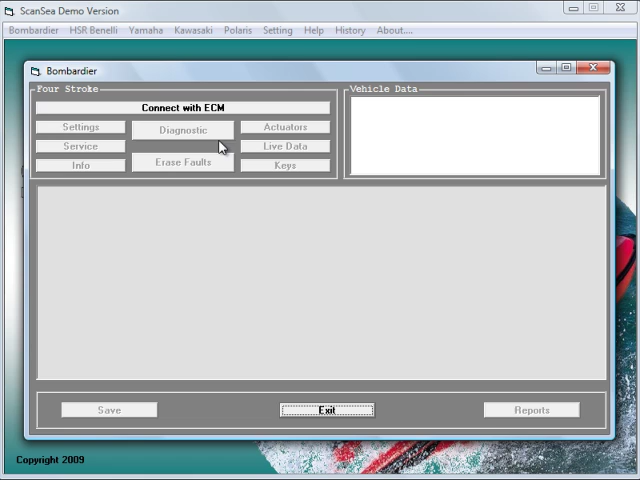 ScanSea Demo Version
Bombardier HSR Benelli Yamaha Kawasaki Polaris Setting Help History About....
Bombardier
Four Stroke
Vehicle Data
Connect with ECM
Settings Diagnostic Actuators
Service Live Data
Info Erase Faults Keys
Save Exit Reports
Copyright 2009